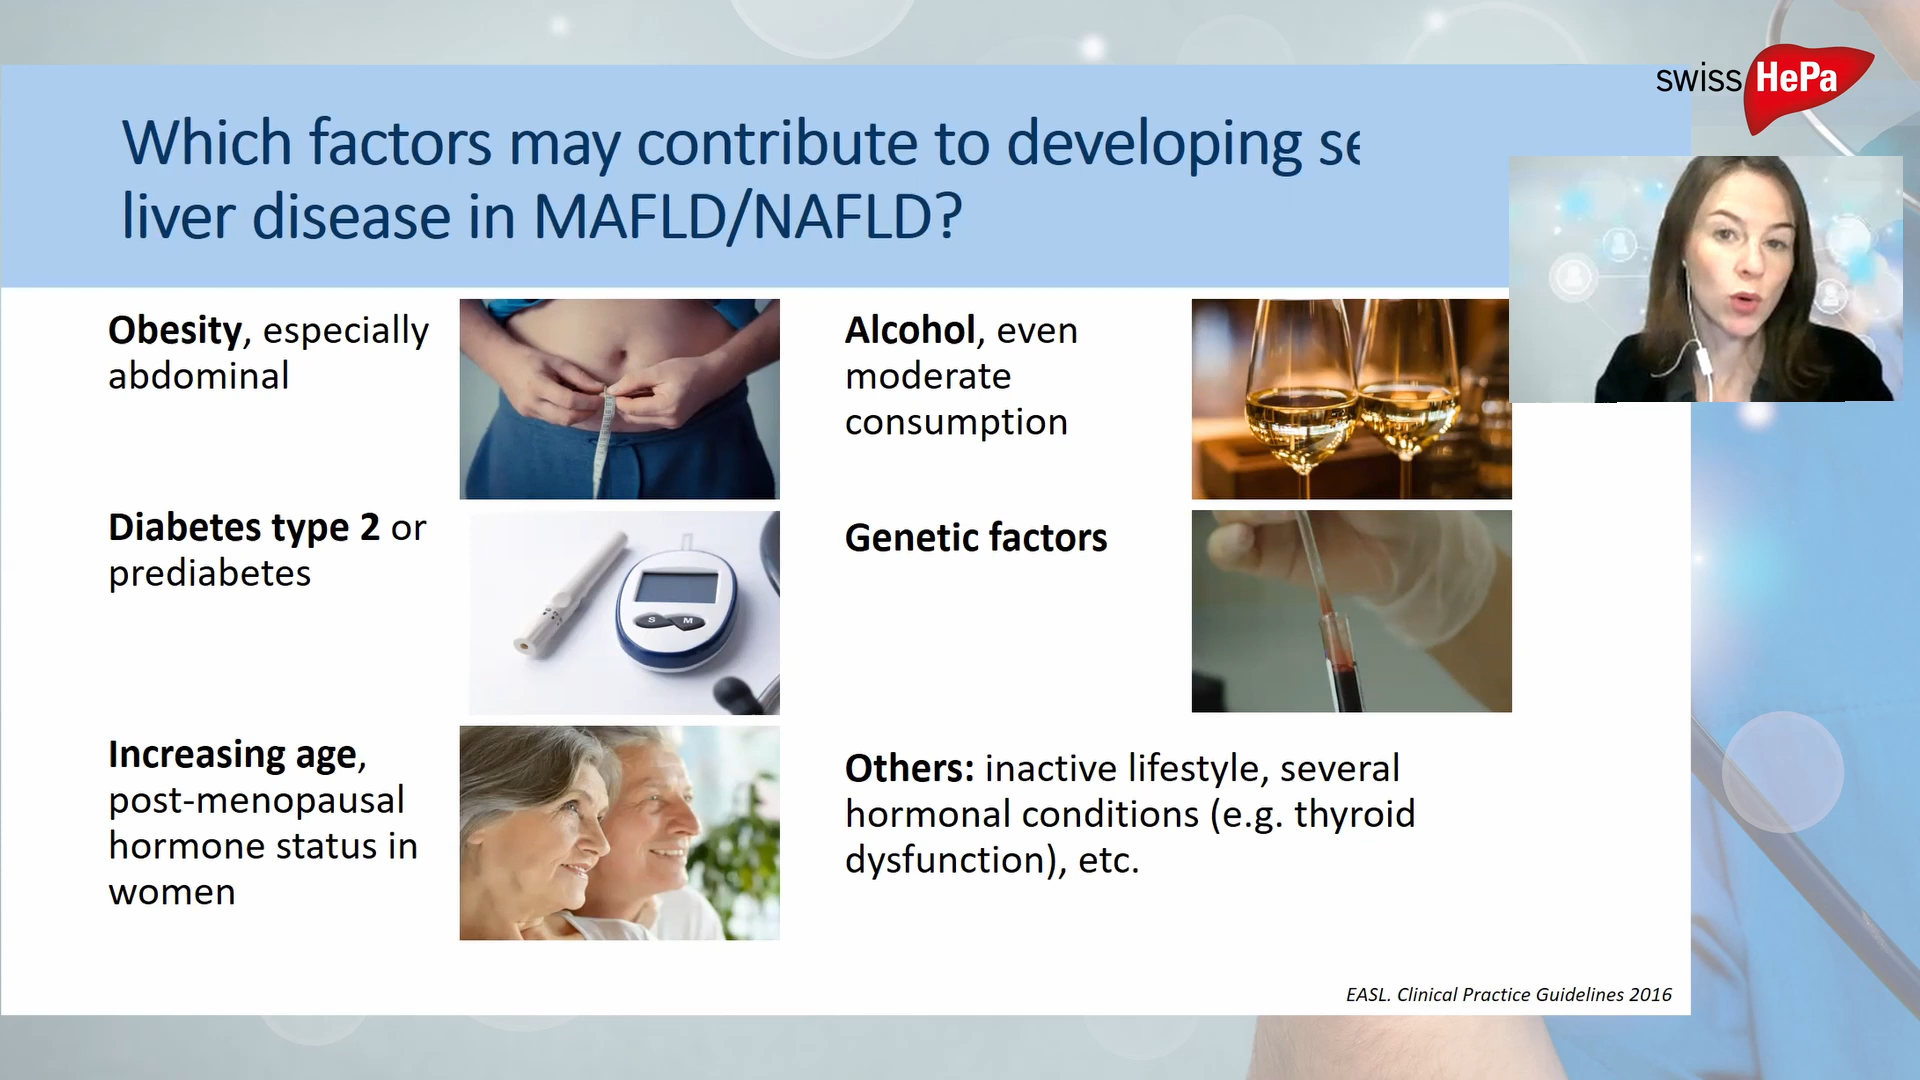 swiss HePa
Which factors may contribute to developing se
liver disease in MAFLD/NAFLD?
Obesity, especially
abdominal
Diabetes type 2 or
prediabetes
S M
Increasing age,
post-menopausal
hormone status in
women
Alcohol, even
moderate
consumption
Genetic factors
Others: inactive lifestyle, several
hormonal conditions (e.g. thyroid
dysfunction), etc.
EASL. Clinical Practice Guidelines 2016